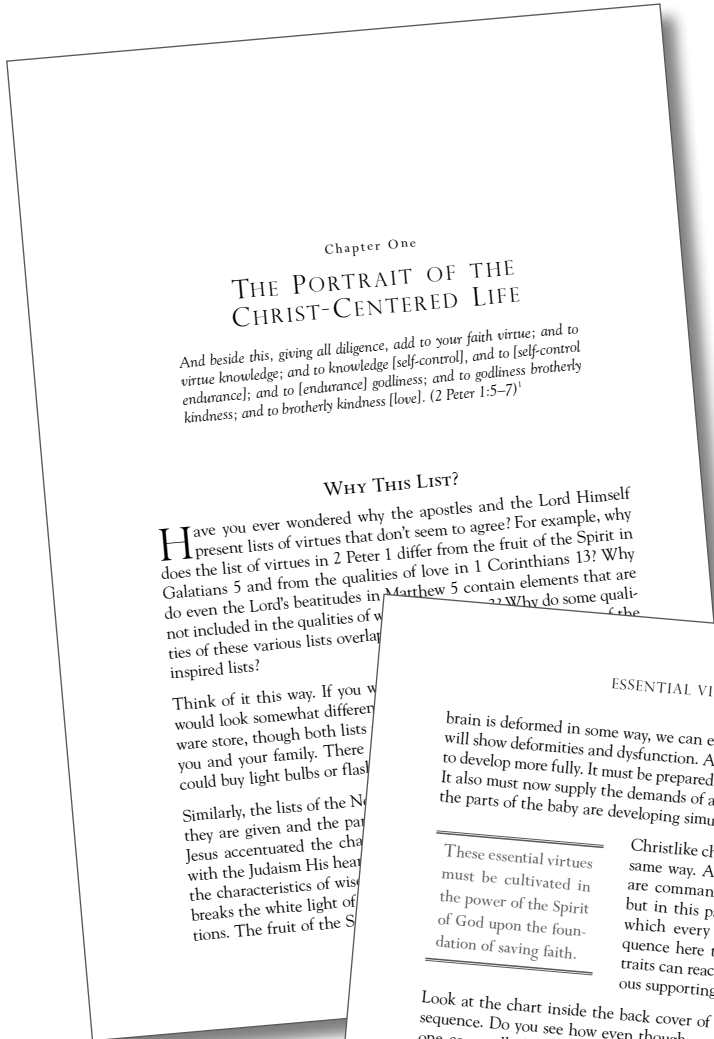 Chapter One
The Portrait of the
Christ-Centered Life
And beside this, giving all diligence, add to your faith virtue; and to
virtue knowledge; and to knowledge [self-control], and to [self-control
endurance]; and to [endurance] godliness; and to godliness brotherly
kindness; and to brotherly kindness [love]. (2 Peter 1:5–7)1
Why This List?
Have you ever wondered why the apostles and the Lord Himself
present lists of virtues that don't seem to agree? For example, why
does the list of virtues in 2 Peter 1 differ from the fruit of the Spirit in
Galatians 5 and from the qualities of love in 1 Corinthians 13? Why
do even the Lord's beatitudes in Matthew 5 contain elements that are
not included in the qualities of Why do some quali-
ties of these various lists of the
inspired lists?
Think of it this way. If you
would look somewhat
ware store, though both lists
you and your family. There
could buy light bulbs or
Similarly, the lists of the
they are given and the
Jesus accentuated the
with the Judaism His
the characteristics of
breaks the white light of
tions. The fruit of the
ESSENTIAL
brain is deformed in some way, we can
will show deformities and dysfunction.
to develop more fully. It must be prepared
It also must now supply the demands of
the parts of the baby are developing
These essential virtues
must be cultivated in
the power of the Spirit
of God upon the foun-
dation of saving faith.
Christlike
same way.
are
but in this
which every
quence here
traits can
ous supporting
Look at the chart inside the back cover of
sequence. Do you see how even though